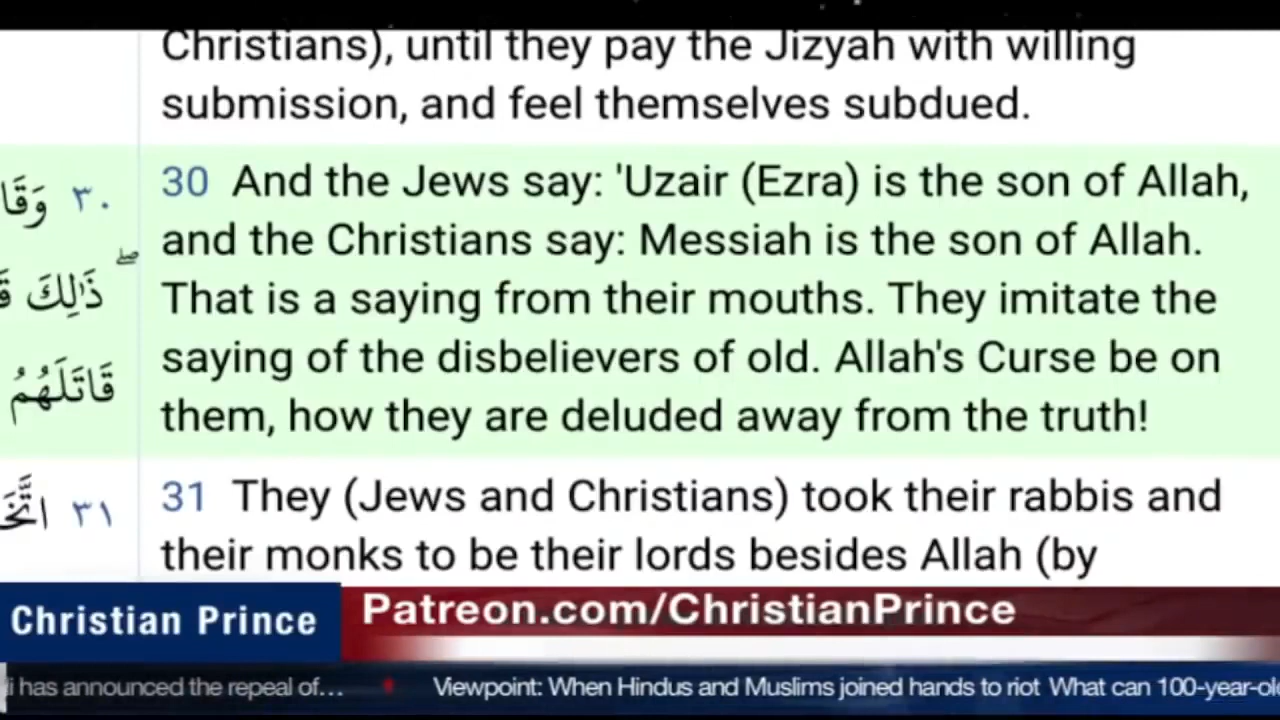 Christians), until they pay the Jizyah with willing
submission, and feel themselves subdued.
30 And the Jews say: 'Uzair (Ezra) is the son of Allah,
and the Christians say: Messiah is the son of Allah.
That is a saying from their mouths. They imitate the
saying of the disbelievers of old. Allah's Curse be on
them, how they are deluded away from the truth!
٣٠ وَقَا
ذَٰلِكَ
قَاتَلَهُمُ
31 They (Jews and Christians) took their rabbis and
their monks to be their lords besides Allah (by
٣١
Christian Prince
Patreon.com/ChristianPrince
i has announced the repeal of...
Viewpoint: When Hindus and Muslims joined hands to riot What can 100-year-old